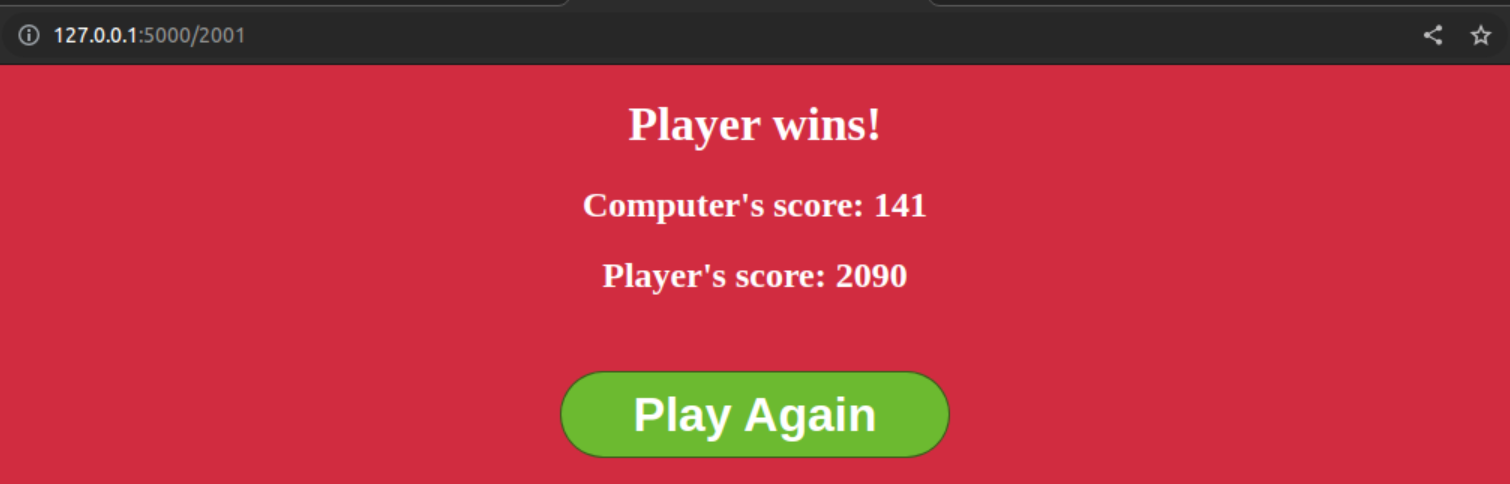 127.0.0.1:5000/2001
Player wins!
Computer's score: 141
Player's score: 2090
Play Again